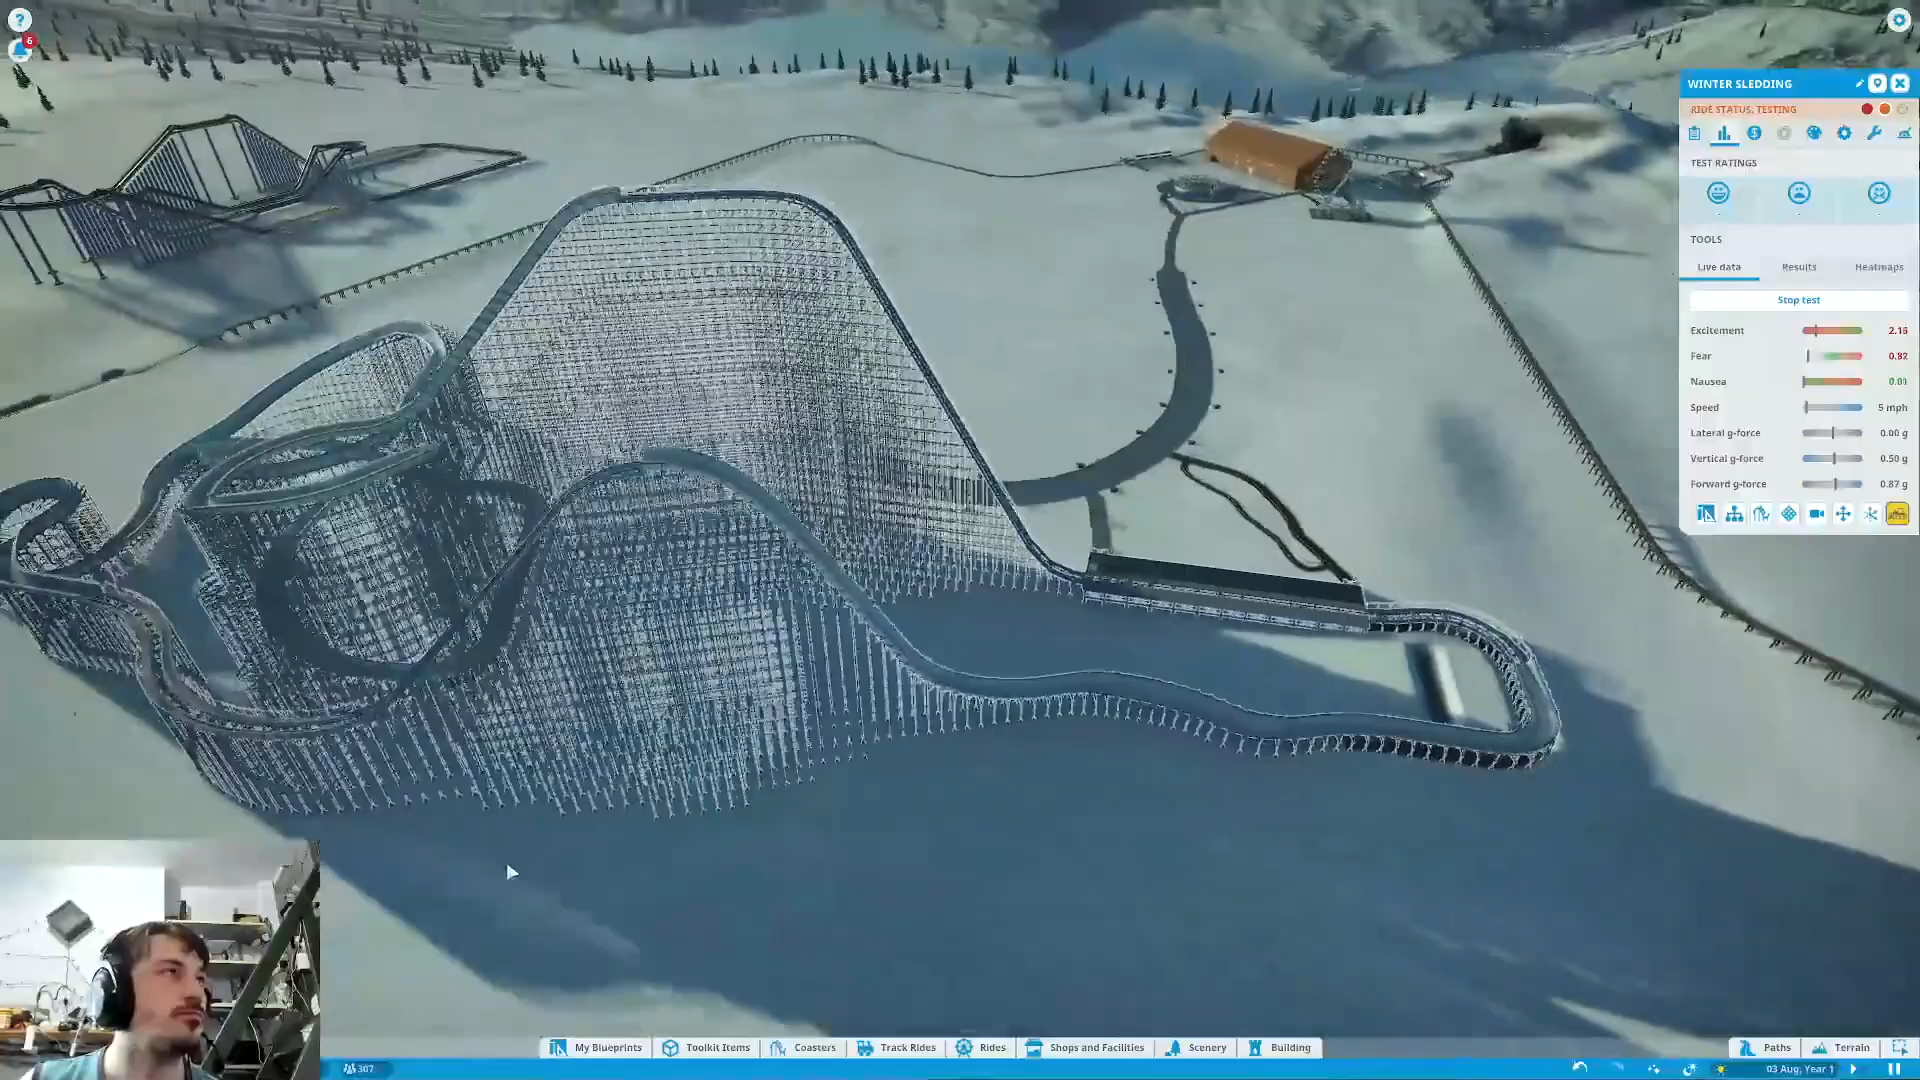 ?
6
WINTER SLEDDING
RIDE STATUS: TESTING
TEST RATINGS
- - -
TOOLS
Live data Results Heatmaps
Stop test
Excitement 2.16
Fear 0.82
Nausea 0.01
Speed 5 mph
Lateral g-force 0.00 g
Vertical g-force 0.50 g
Forward g-force 0.87 g
My Blueprints Toolkit Items Coasters Track Rides Rides Shops and Facilities Scenery Building Paths Terrain
307 03 Aug, Year 1